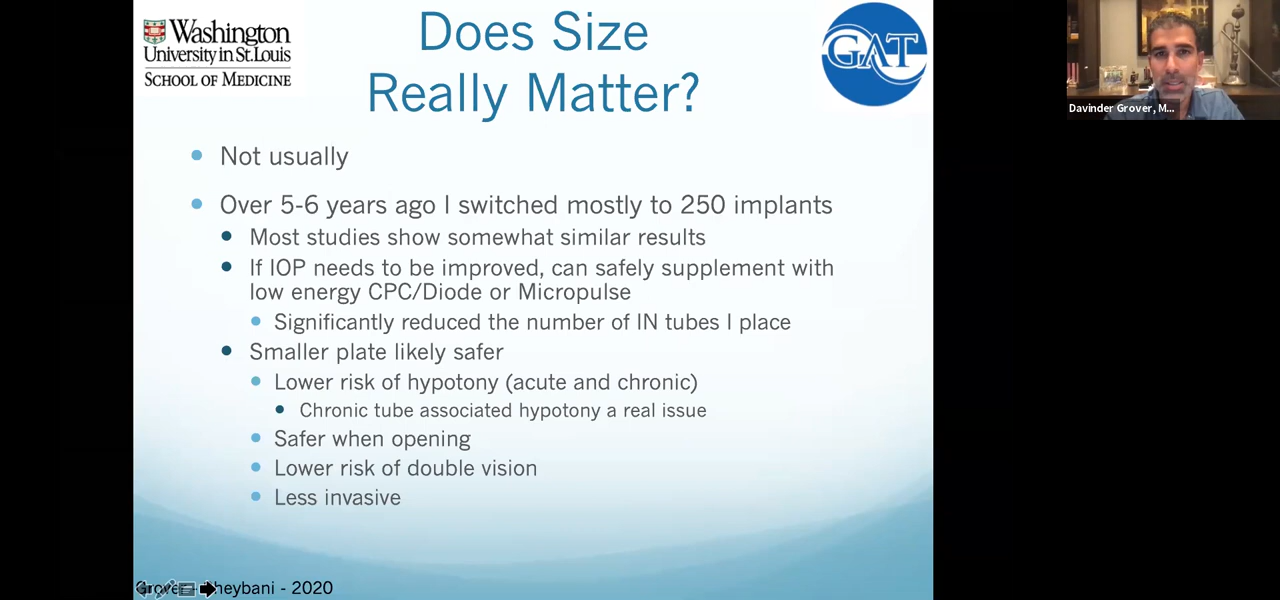 Washington
University in St.Louis
SCHOOL OF MEDICINE
Does Size
Really Matter?
GAT
Davinder Grover, M...
Not usually
Over 5-6 years ago I switched mostly to 250 implants
Most studies show somewhat similar results
If IOP needs to be improved, can safely supplement with
low energy CPC/Diode or Micropulse
Significantly reduced the number of IN tubes I place
Smaller plate likely safer
Lower risk of hypotony (acute and chronic)
Chronic tube associated hypotony a real issue
Safer when opening
Lower risk of double vision
Less invasive
- 2020